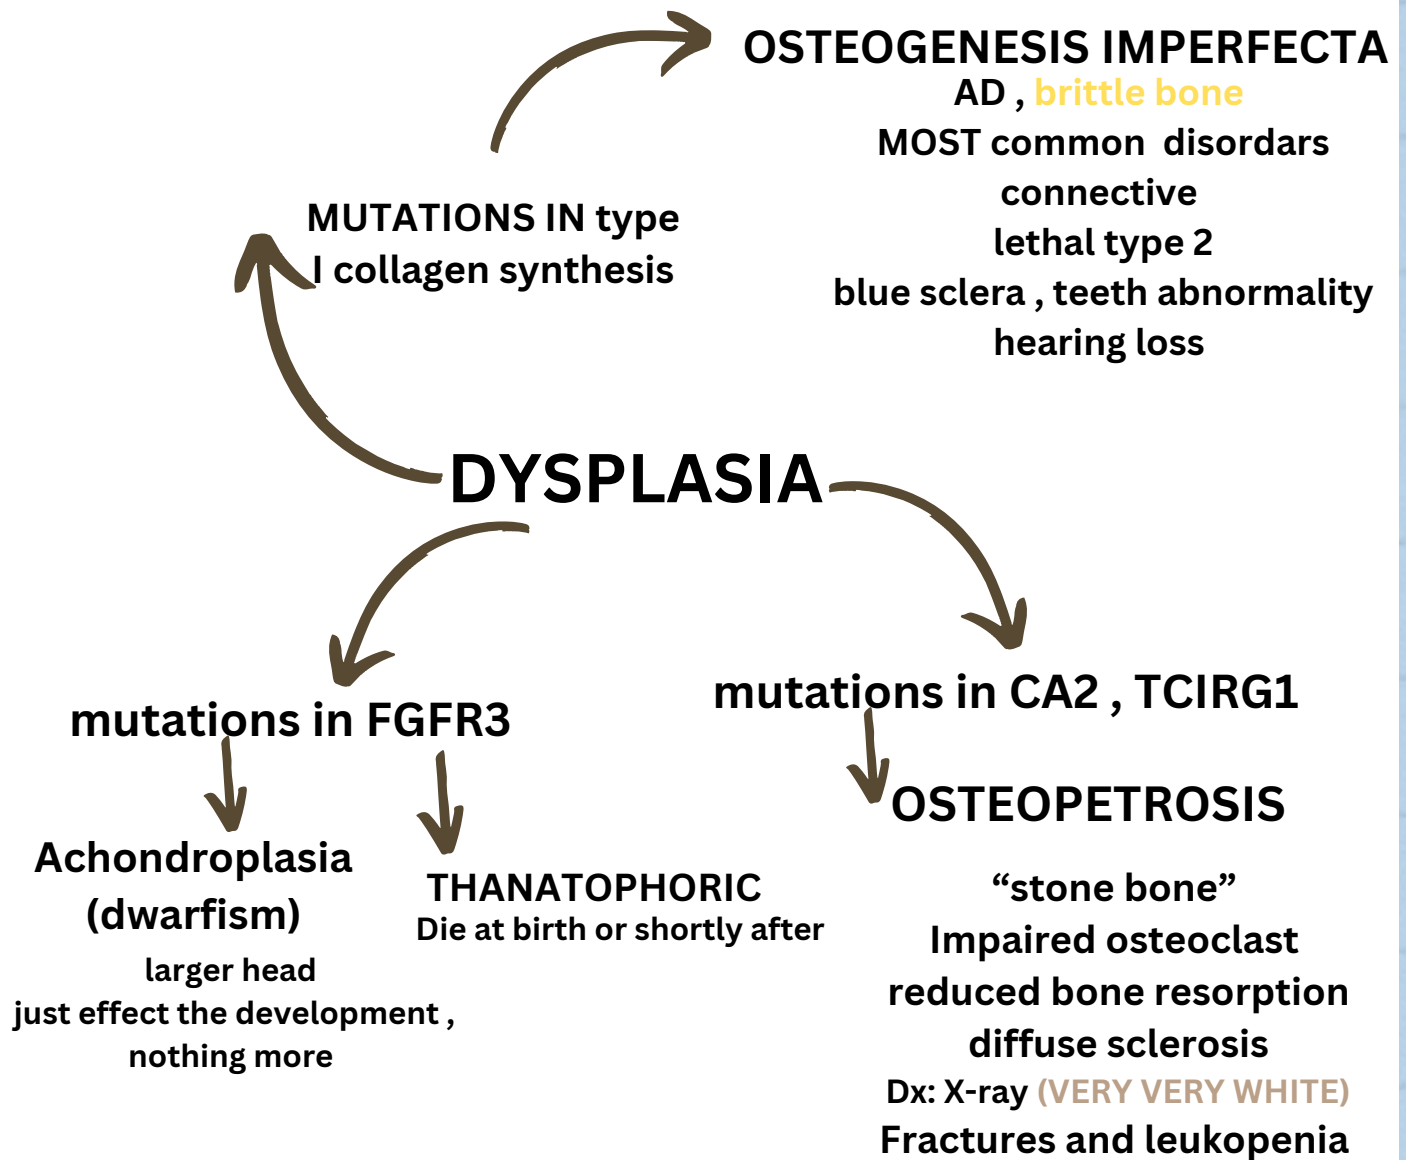 OSTEOGENESIS IMPERFECTA
AD , brittle bone
MOST common disordars
connective
lethal type 2
blue sclera , teeth abnormality
hearing loss
MUTATIONS IN type
I collagen synthesis
DYSPLASIA
mutations in FGFR3
Achondroplasia
(dwarfism)
larger head
just effect the development ,
nothing more
THANATOPHORIC
Die at birth or shortly after
mutations in CA2 , TCIRG1
OSTEOPETROSIS
“stone bone”
Impaired osteoclast
reduced bone resorption
diffuse sclerosis
Dx: X-ray (VERY VERY WHITE)
Fractures and leukopenia